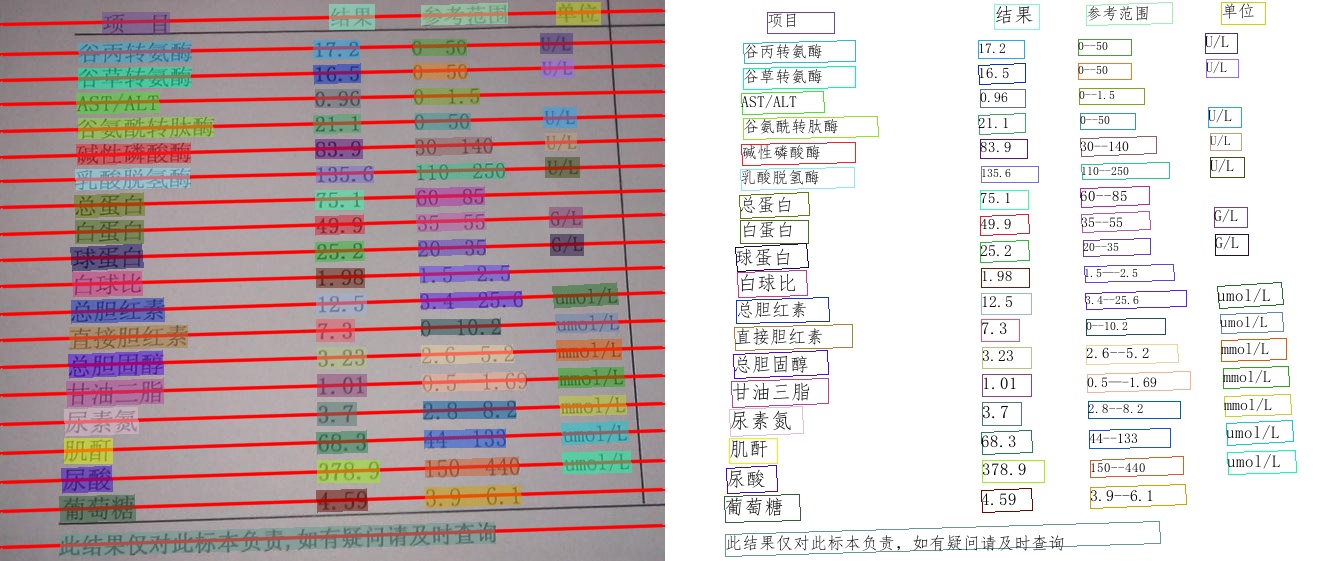 项目 结果 参考范围 单位
谷丙转氨酶 17.2 0--50 U/L
谷草转氨酶 16.5 0--50 U/L
AST/ALT 0.96 0--1.5
谷氨酰转肽酶 21.1 0--50 U/L
碱性磷酸酶 83.9 30--140 U/L
乳酸脱氢酶 135.6 110--250 U/L
总蛋白 75.1 60--85
白蛋白 49.9 35--55 G/L
球蛋白 25.2 20--35 G/L
白球比 1.98 1.5--2.5
总胆红素 12.5 3.4--25.6 umol/L
直接胆红素 7.3 0--10.2 umol/L
总胆固醇 3.23 2.6--5.2 mmol/L
甘油三脂 1.01 0.5--1.69 mmol/L
尿素氮 3.7 2.8--8.2 mmol/L
肌酐 68.3 44--133 umol/L
尿酸 378.9 150--440 umol/L
葡萄糖 4.59 3.9--6.1
此结果仅对此标本负责,如有疑问请及时查询
项目 结果 参考范围 单位
谷丙转氨酶 17.2 0--50 U/L
谷草转氨酶 16.5 0--50 U/L
AST/ALT 0.96 0--1.5
谷氨酰转肽酶 21.1 0--50 U/L
碱性磷酸酶 83.9 30--140 U/L
乳酸脱氢酶 135.6 110--250 U/L
总蛋白 75.1 60--85
白蛋白 49.9 35--55 G/L
球蛋白 25.2 20--35 G/L
白球比 1.98 1.5--2.5
总胆红素 12.5 3.4--25.6 umol/L
直接胆红素 7.3 0--10.2 umol/L
总胆固醇 3.23 2.6--5.2 mmol/L
甘油三脂 1.01 0.5--1.69 mmol/L
尿素氮 3.7 2.8--8.2 mmol/L
肌酐 68.3 44--133 umol/L
尿酸 378.9 150--440 umol/L
葡萄糖 4.59 3.9--6.1
此结果仅对此标本负责，如有疑问请及时查询